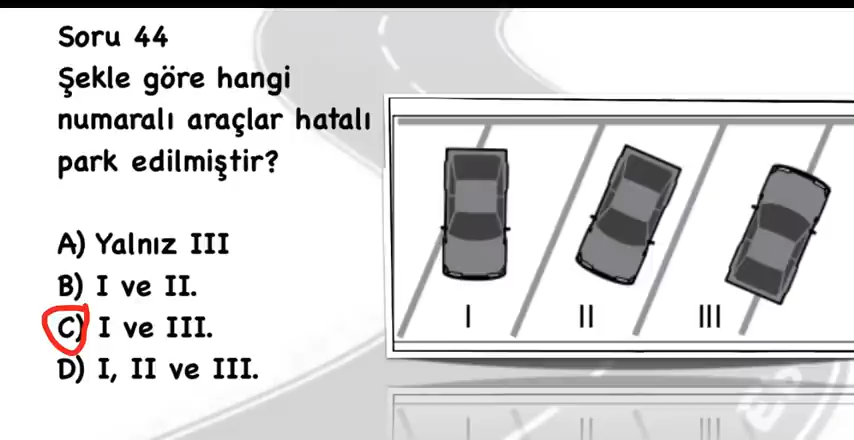 Soru 44
Şekle göre hangi
numaralı araçlar hatalı
park edilmiştir?
A) Yalnız III
B) I ve II.
C) I ve III.
D) I, II ve III.
I II III